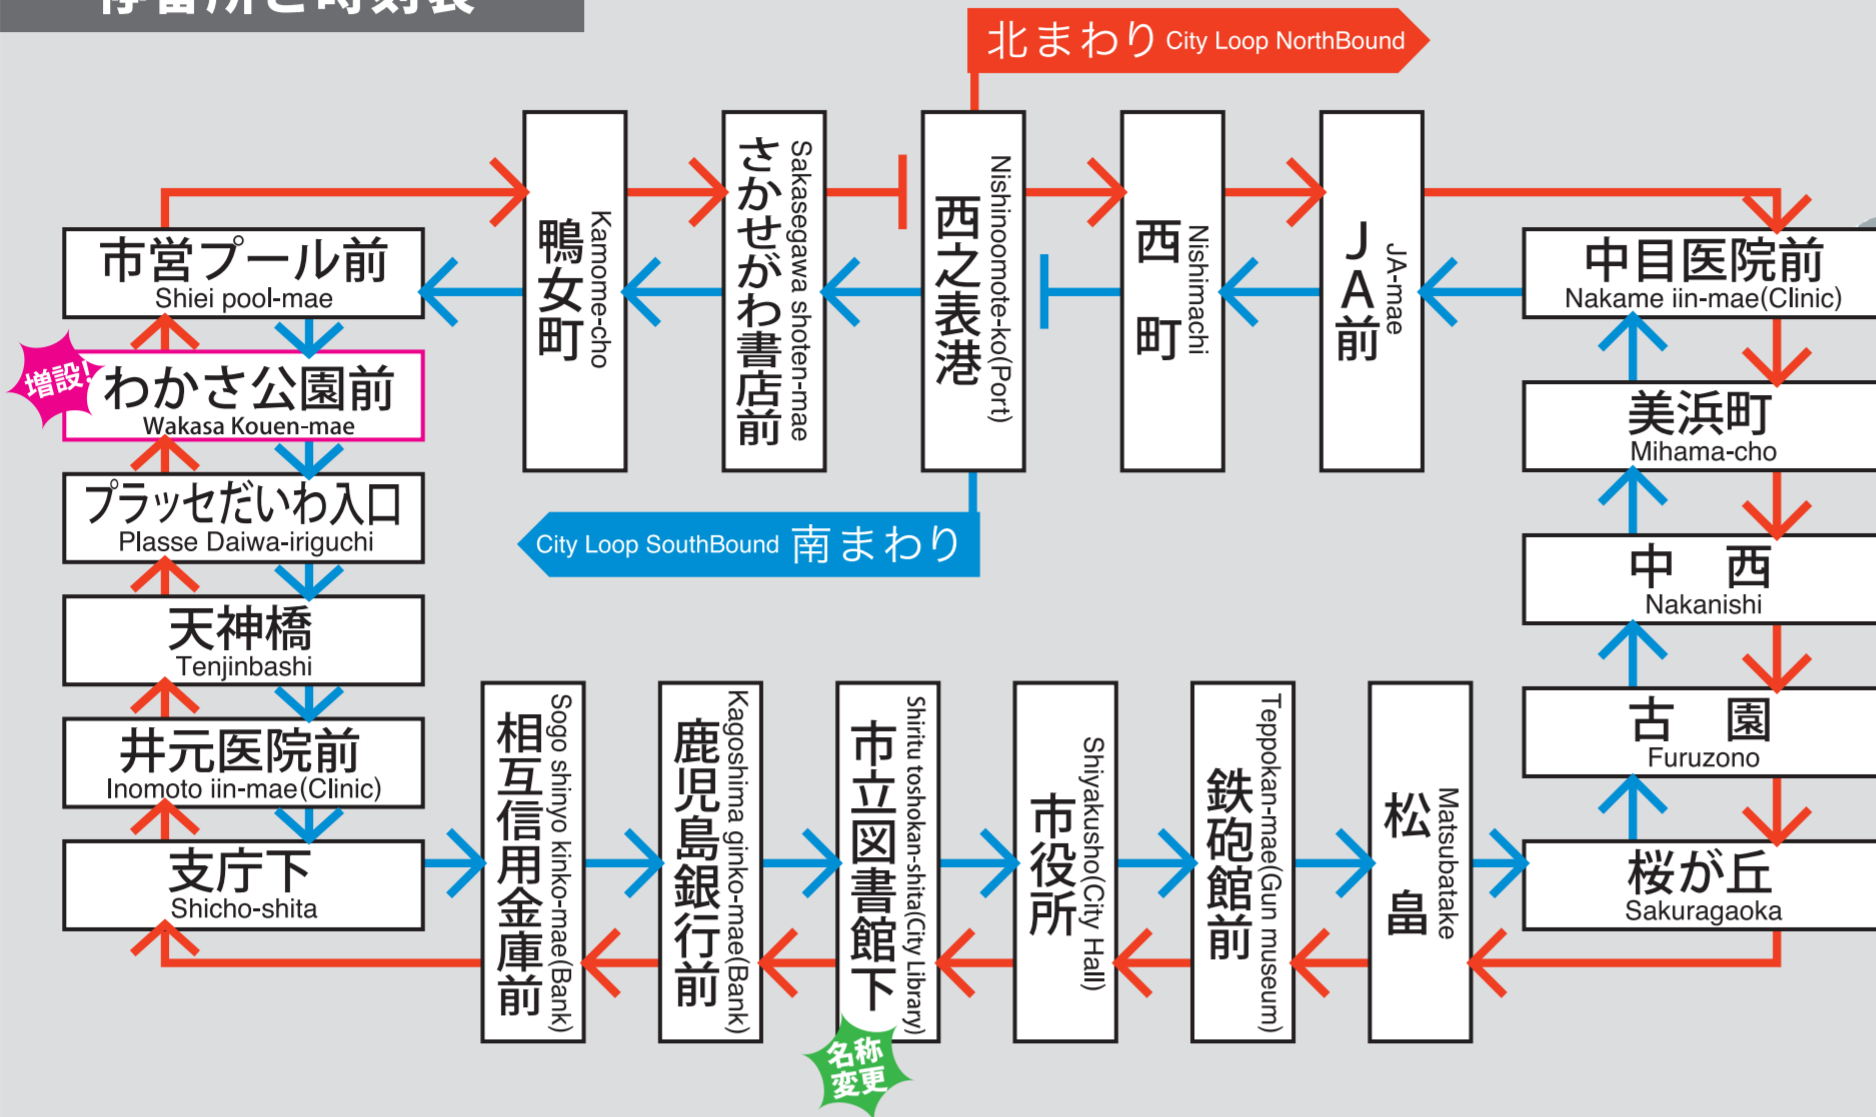 停留所と時刻表
北まわり City Loop NorthBound
鴨女町
Kamome-cho
さかせがわ書店前
Sakasegawa shoten-mae
西之表港
Nishinoomote-ko(Port)
西 町
Nishimachi
JA前
JA-mae
市営プール前
Shiei pool-mae
増設!
わかさ公園前
Wakasa Kouen-mae
プラッセだいわ入口
Plasse Daiwa-iriguchi
天神橋
Tenjinbashi
井元医院前
Inomoto iin-mae(Clinic)
支庁下
Shicho-shita
City Loop SouthBound 南まわり
中目医院前
Nakame iin-mae(Clinic)
美浜町
Mihama-cho
中 西
Nakanishi
古 園
Furuzono
桜が丘
Sakuragaoka
相互信用金庫前
Sogo shinyo kinko-mae(Bank)
鹿児島銀行前
Kagoshima ginko-mae(Bank)
市立図書館下
Shiritu toshokan-shita(City Library)
名称
変更
市役所
Shiyakusho(City Hall)
鉄砲館前
Teppokan-mae(Gun museum)
松 畠
Matsubatake